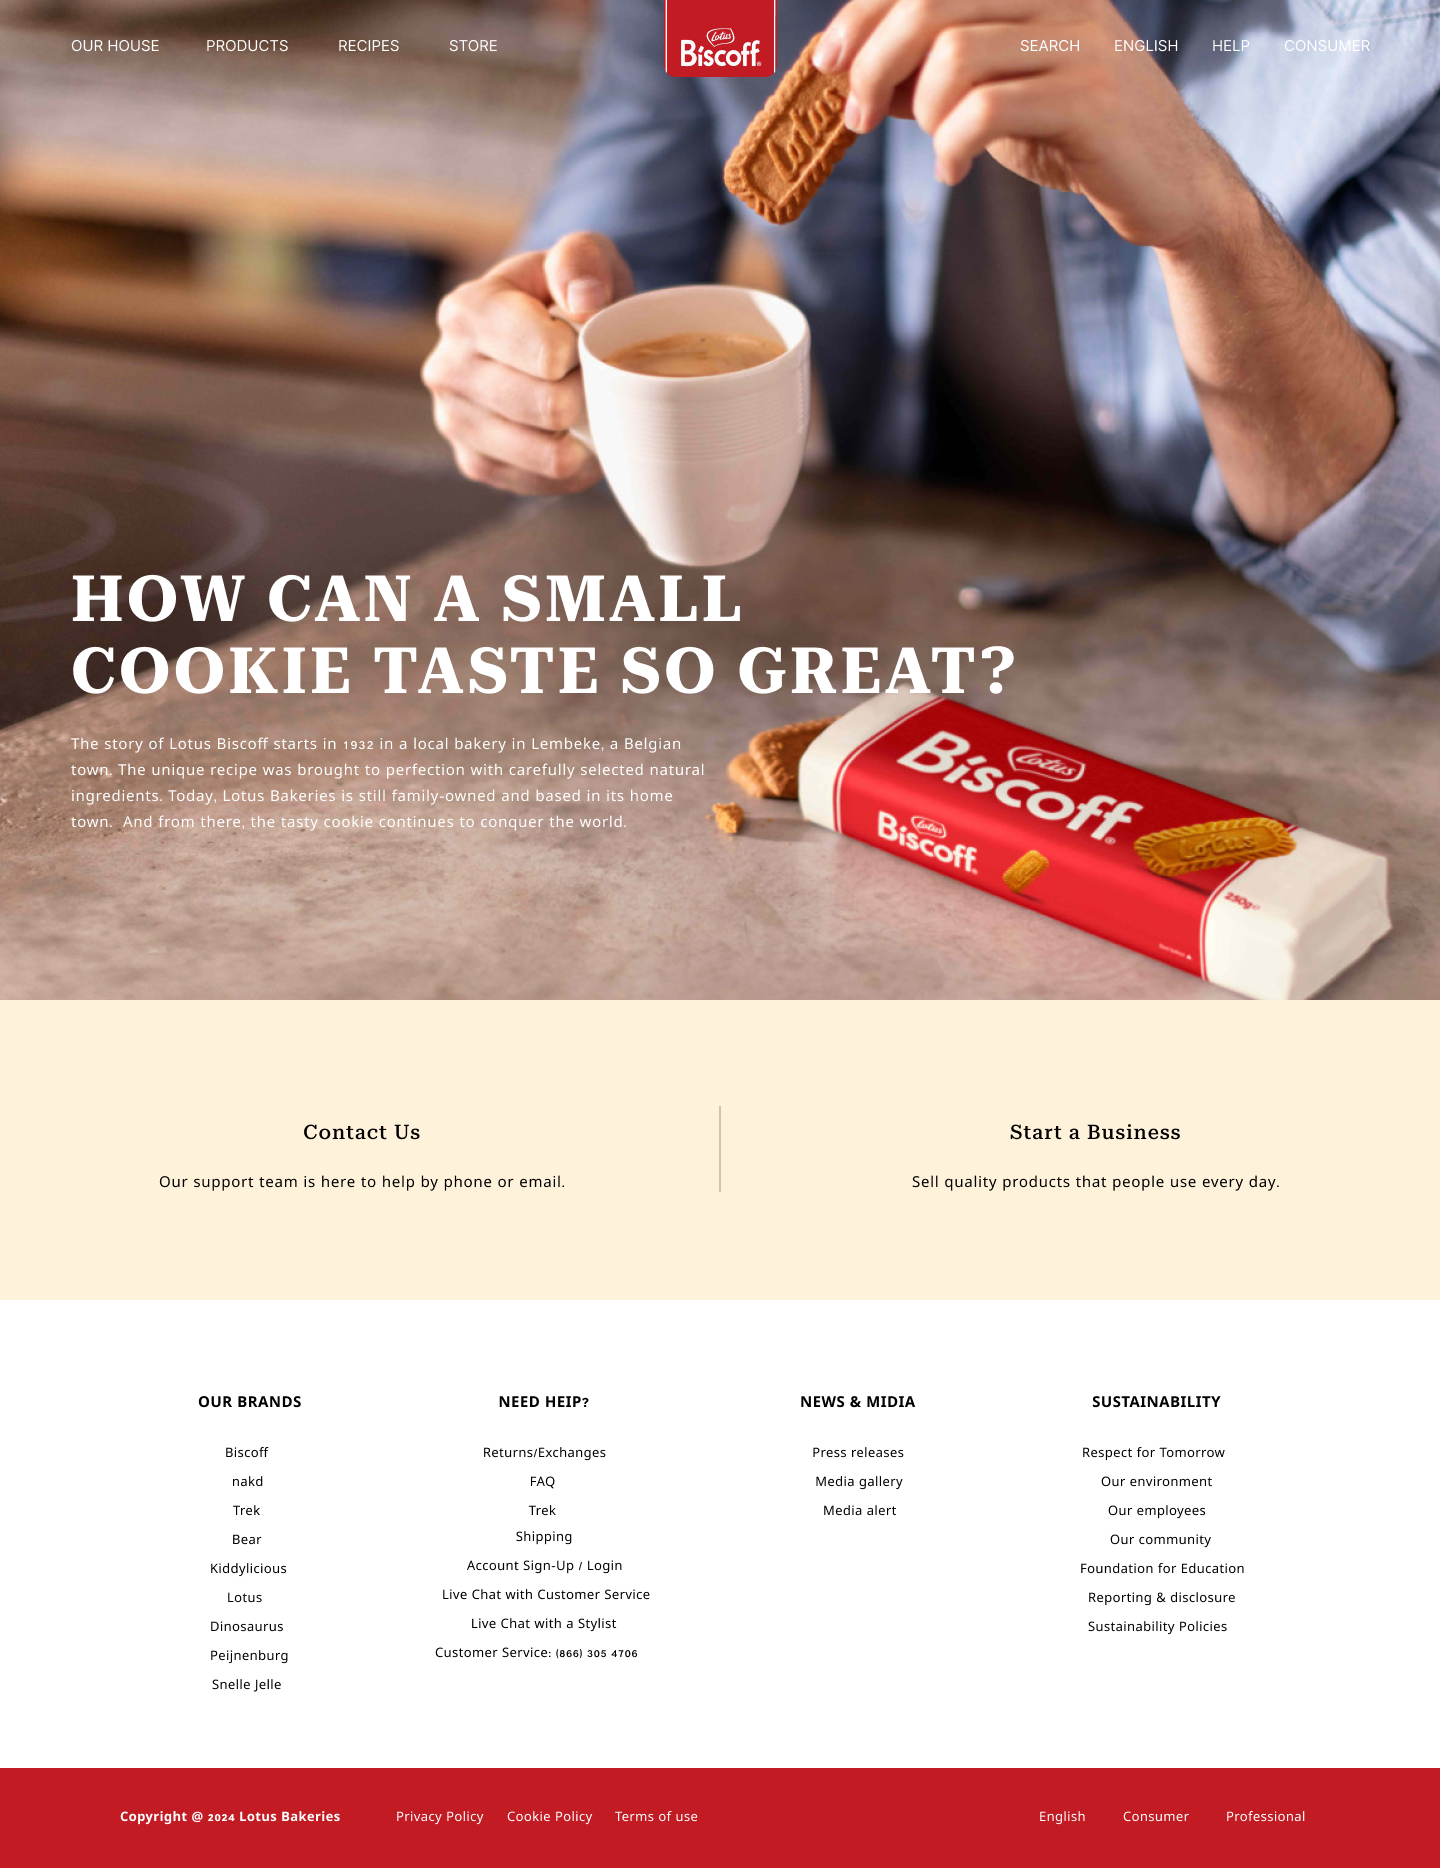 OUR HOUSE PRODUCTS RECIPES STORE
Lotus
Biscoff®
SEARCH ENGLISH HELP CONSUMER
Lotus
HOW CAN A SMALL
COOKIE TASTE SO GREAT?
The story of Lotus Biscoff starts in 1932 in a local bakery in Lembeke, a Belgian
town. The unique recipe was brought to perfection with carefully selected natural
ingredients. Today, Lotus Bakeries is still family-owned and based in its home
town. And from there, the tasty cookie continues to conquer the world.
Lotus
Biscoff®
Lotus
Biscoff®
LoTuS
250g℮
Contact Us
Our support team is here to help by phone or email.
Start a Business
Sell quality products that people use every day.
OUR BRANDS
Biscoff
nakd
Trek
Bear
Kiddylicious
Lotus
Dinosaurus
Peijnenburg
Snelle Jelle
NEED HEIP?
Returns/Exchanges
FAQ
Trek
Shipping
Account Sign-Up / Login
Live Chat with Customer Service
Live Chat with a Stylist
Customer Service: (866) 305 4706
NEWS & MIDIA
Press releases
Media gallery
Media alert
SUSTAINABILITY
Respect for Tomorrow
Our environment
Our employees
Our community
Foundation for Education
Reporting & disclosure
Sustainability Policies
Copyright @ 2024 Lotus Bakeries Privacy Policy Cookie Policy Terms of use English Consumer Professional